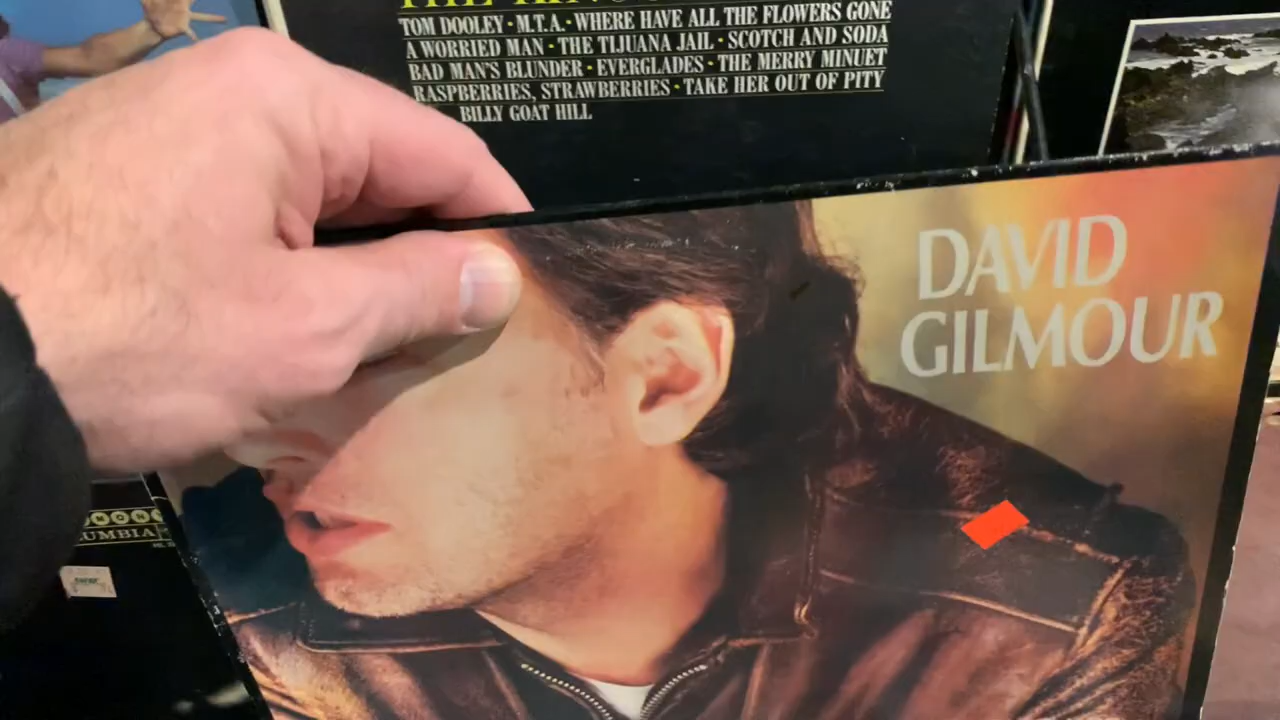 TOM DOOLEY • M.T.A. • WHERE HAVE ALL THE FLOWERS GONE
A WORRIED MAN • THE TIJUANA JAIL • SCOTCH AND SODA
BAD MAN'S BLUNDER • EVERGLADES • THE MERRY MINUET
RASPBERRIES, STRAWBERRIES • TAKE HER OUT OF PITY
BILLY GOAT HILL
DAVID
GILMOUR